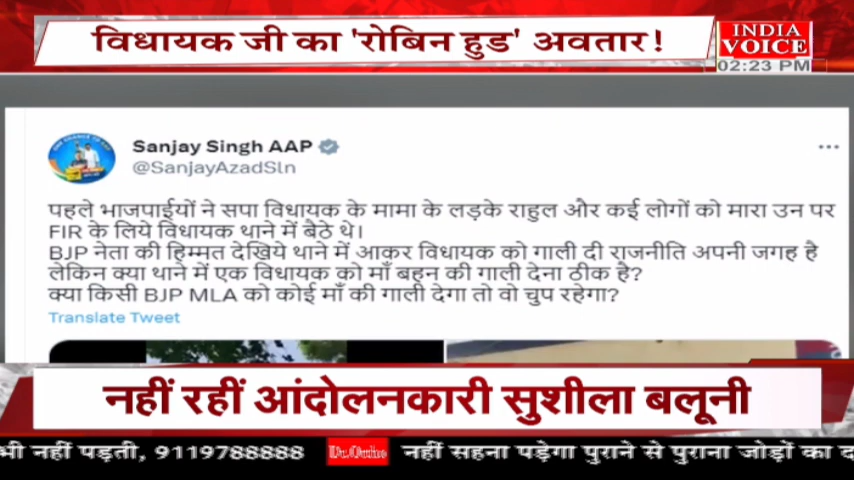 विधायक जी का 'रोबिन हुड' अवतार!
INDIA
VOICE
02:23 PM
Sanjay Singh AAP
@SanjayAzadSln
पहले भाजपाईयों ने सपा विधायक के मामा के लड़के राहुल और कई लोगों को मारा उन पर
FIR के लिये विधायक थाने में बैठे थे।
BJP नेता की हिम्मत देखिये थाने में आकर विधायक को गाली दी राजनीति अपनी जगह है
लेकिन क्या थाने में एक विधायक को माँ बहन की गाली देना ठीक है?
क्या किसी BJP MLA को कोई माँ की गाली देगा तो वो चुप रहेगा?
Translate Tweet
नहीं रहीं आंदोलनकारी सुशीला बलूनी
भी नहीं पड़ती, 9119788888 Dr.Ortho नहीं सहना पड़ेगा पुराने से पुराना जोड़ों का द